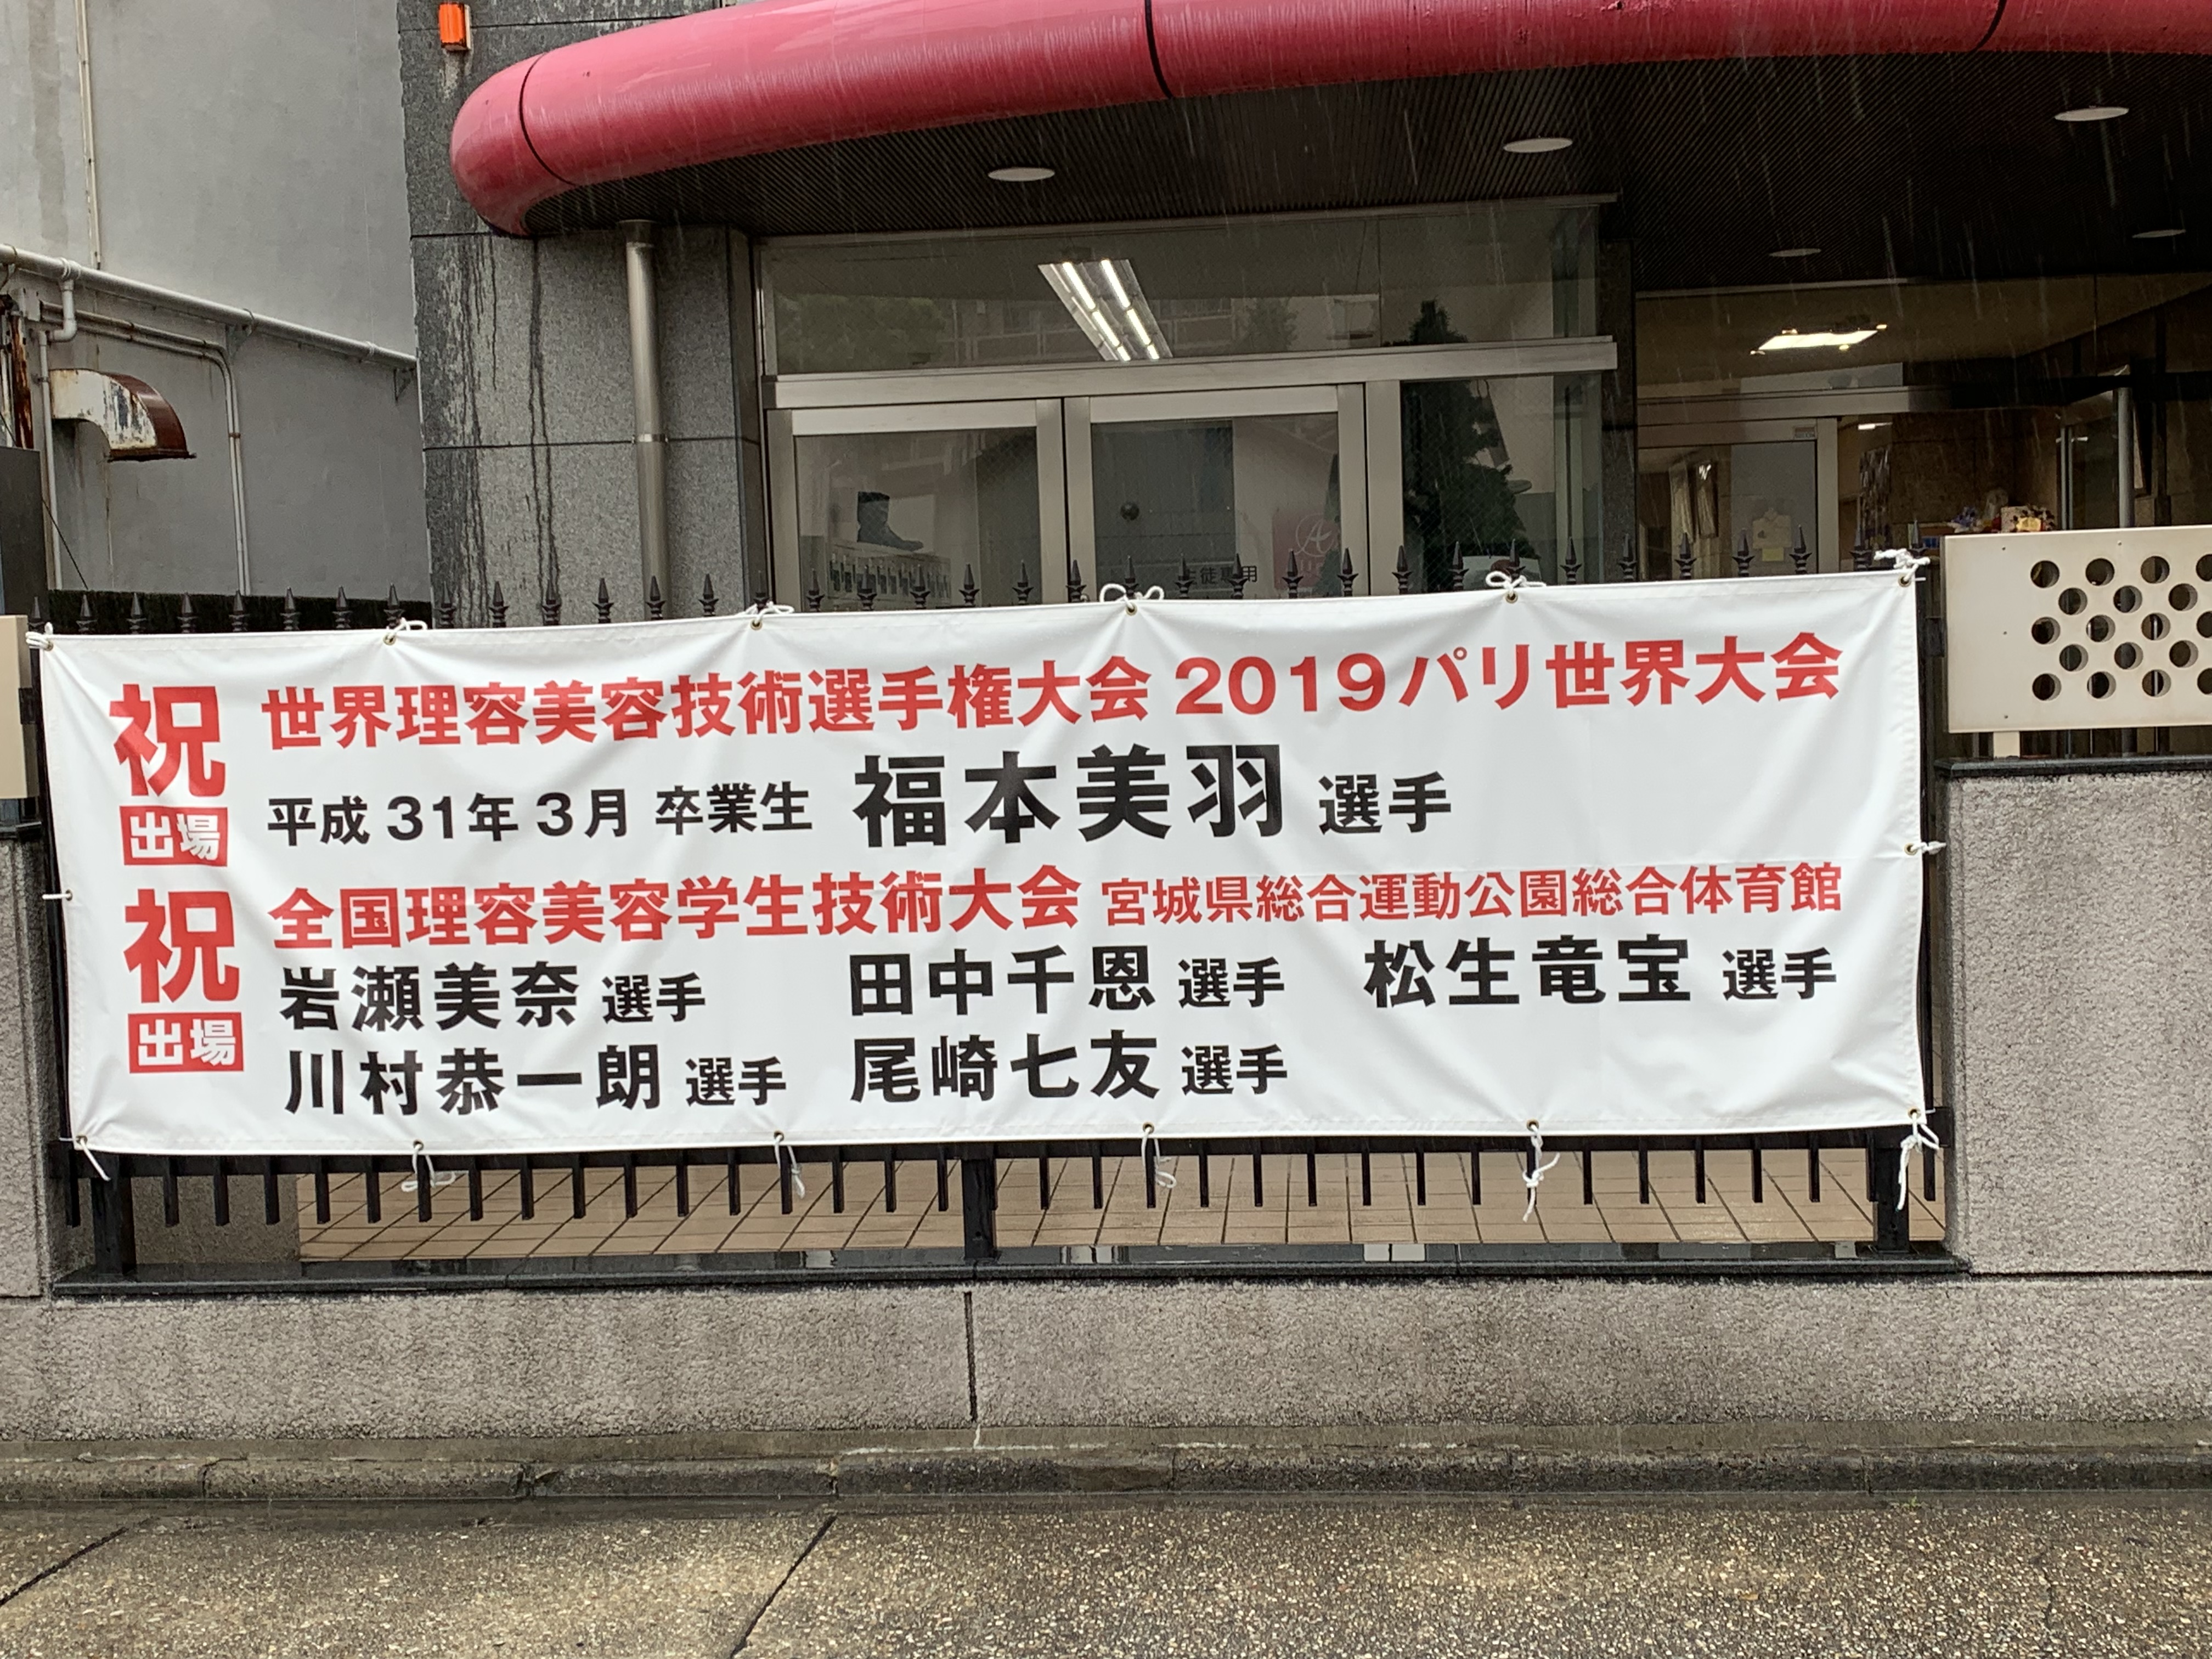 祝 出場
世界理容美容技術選手権大会 2019パリ世界大会
平成31年3月 卒業生 福本美羽 選手
祝 出場
全国理容美容学生技術大会 宮城県総合運動公園総合体育館
岩瀬美奈 選手 田中千恩 選手 松生竜宝 選手
川村恭一朗 選手 尾崎七友 選手